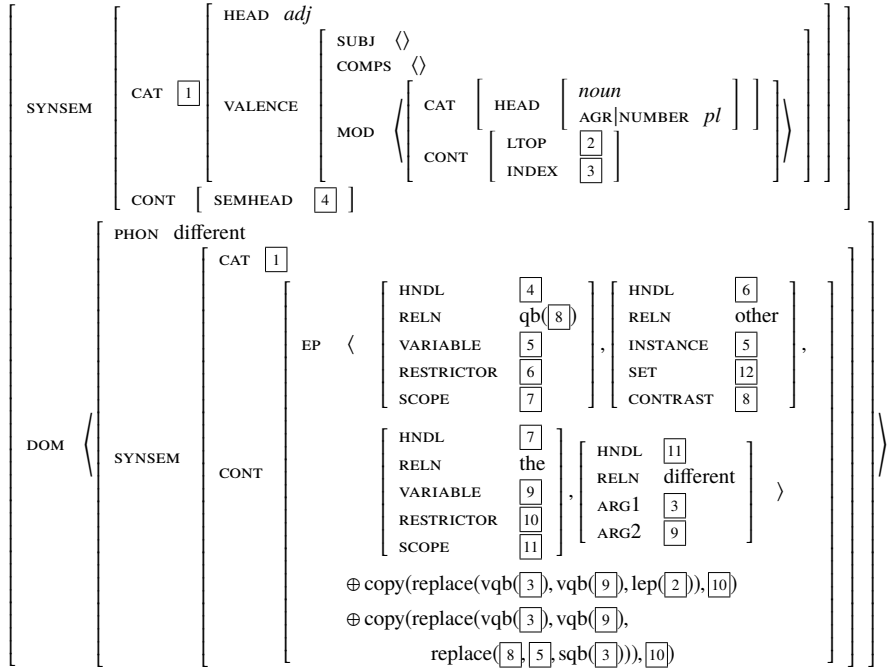 HEAD adj
SUBJ ⟨⟩
COMPS ⟨⟩
SYNSEM CAT 1 VALENCE MOD ⟨ CAT [ HEAD [ noun
AGR|NUMBER pl ] ]
CONT [ LTOP 2
INDEX 3 ] ⟩
CONT [ SEMHEAD 4 ]
PHON different
CAT 1
EP ⟨ [ HNDL 4
RELN qb(8)
VARIABLE 5
RESTRICTOR 6
SCOPE 7 ] ,
[ HNDL 6
RELN other
INSTANCE 5
SET 12
CONTRAST 8 ] ,
DOM ⟨ SYNSEM CONT
[ HNDL 7
RELN the
VARIABLE 9
RESTRICTOR 10
SCOPE 11 ] ,
[ HNDL 11
RELN different
ARG1 3
ARG2 9 ] ⟩
⊕ copy(replace(vqb(3), vqb(9), lep(2)), 10)
⊕ copy(replace(vqb(3), vqb(9),
replace(8, 5, sqb(3))), 10) ⟩